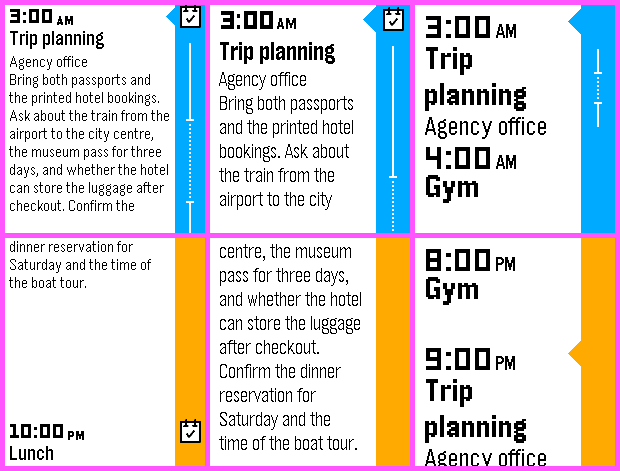 3:00 AM
Trip planning
Agency office
Bring both passports and
the printed hotel bookings.
Ask about the train from the
airport to the city centre,
the museum pass for three
days, and whether the hotel
can store the luggage after
checkout. Confirm the
3:00 AM
Trip planning
Agency office
Bring both passports
and the printed hotel
bookings. Ask about
the train from the
airport to the city
3:00 AM
Trip
planning
Agency office
4:00 AM
Gym
dinner reservation for
Saturday and the time of
the boat tour.
10:00 PM
Lunch
centre, the museum
pass for three days,
and whether the hotel
can store the luggage
after checkout.
Confirm the dinner
reservation for
Saturday and the
time of the boat tour.
8:00 PM
Gym
9:00 PM
Trip
planning
Agency office